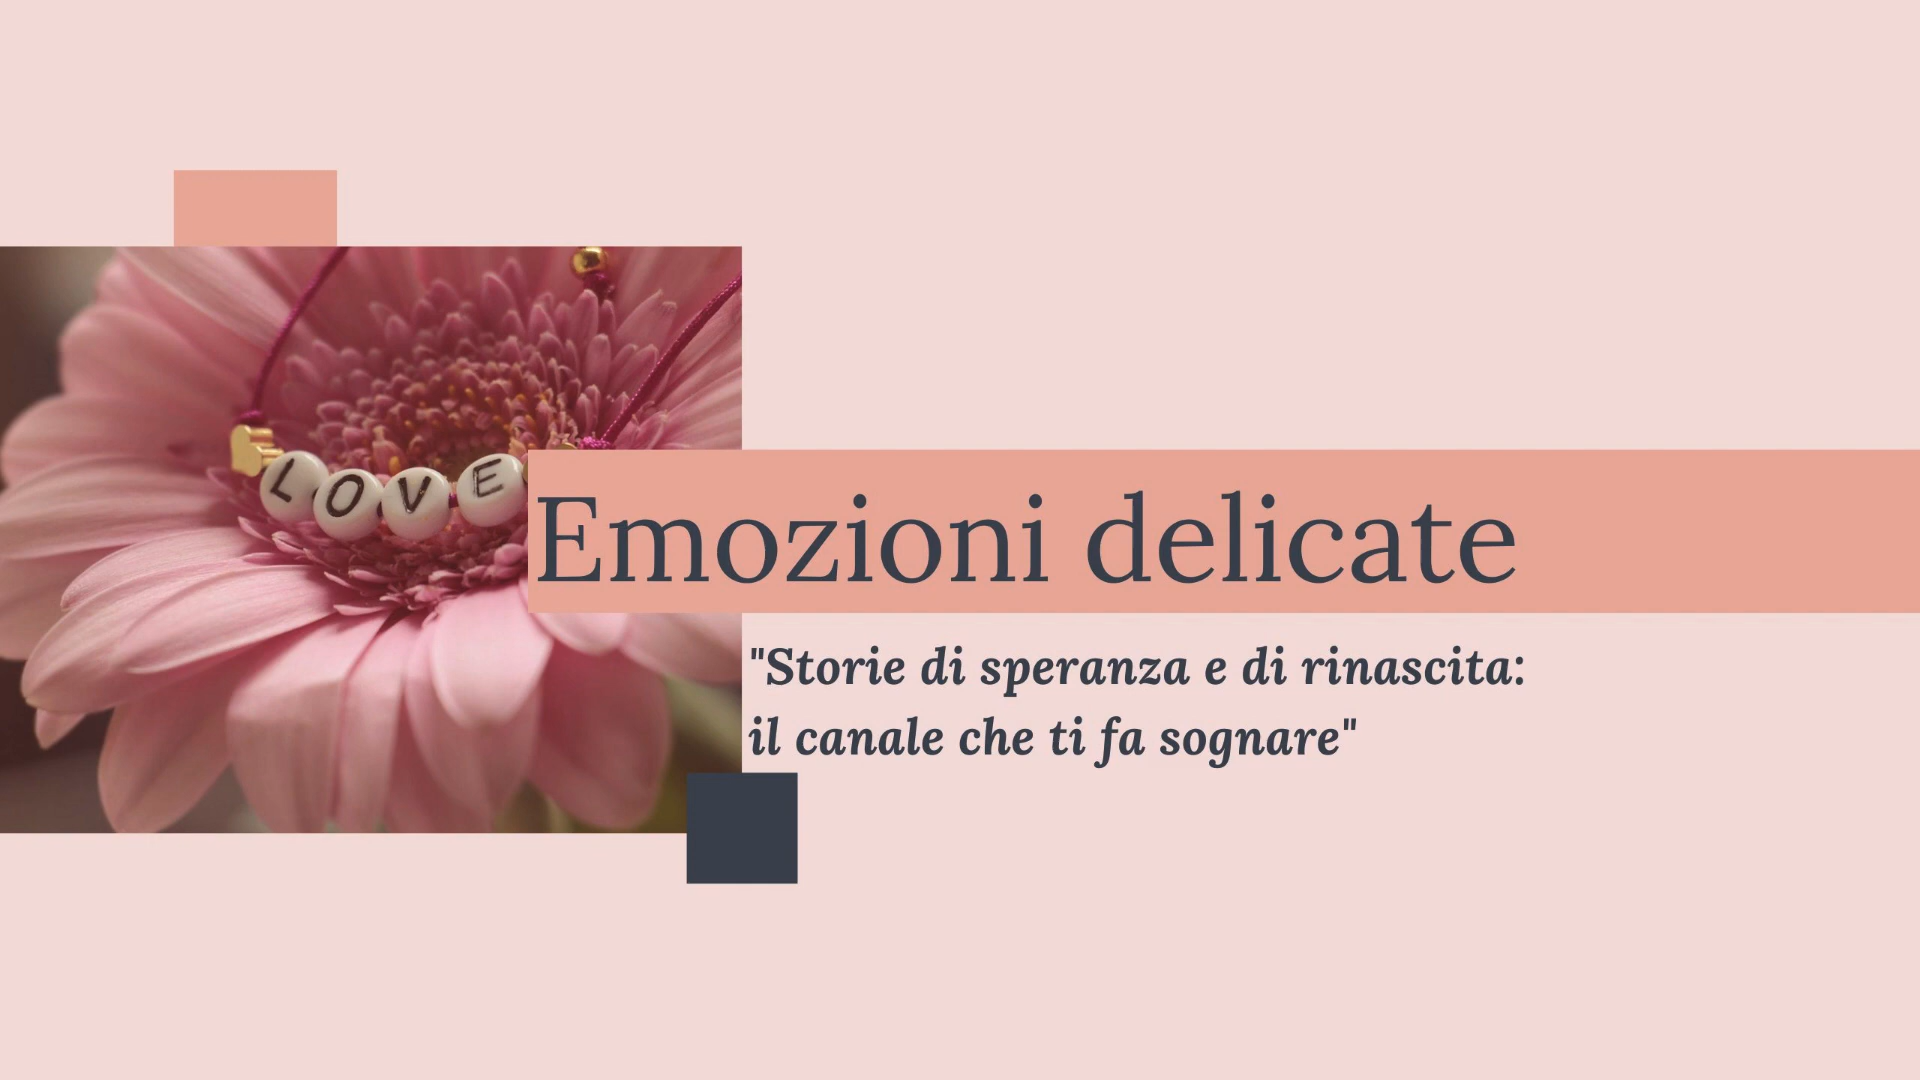 LOVE
Emozioni delicate
"Storie di speranza e di rinascita:
il canale che ti fa sognare"